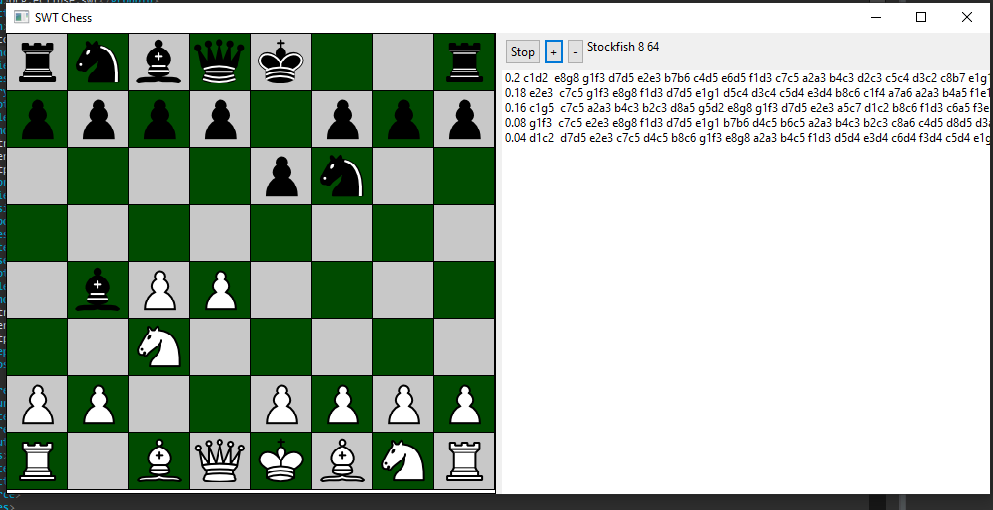 SWT Chess
Stop + - Stockfish 8 64
0.2 c1d2 e8g8 g1f3 d7d5 e2e3 b7b6 c4d5 e6d5 f1d3 c7c5 a2a3 b4c3 d2c3 c5c4 d3c2 c8b7 e1g1
0.18 e2e3 c7c5 g1f3 e8g8 f1d3 d7d5 e1g1 d5c4 d3c4 c5d4 e3d4 b8c6 c1f4 a7a6 a2a3 b4a5 f1e1
0.16 c1g5 c7c5 a2a3 b4c3 b2c3 d8a5 g5d2 e8g8 g1f3 d7d5 e2e3 a5c7 d1c2 b8c6 f1d3 c6a5 f3e
0.08 g1f3 c7c5 e2e3 e8g8 f1d3 d7d5 e1g1 b7b6 d4c5 b6c5 a2a3 b4c3 b2c3 c8a6 c4d5 d8d5 d3a
0.04 d1c2 d7d5 e2e3 c7c5 d4c5 b8c6 g1f3 e8g8 a2a3 b4c5 f1d3 d5d4 e3d4 c6d4 f3d4 c5d4 e1g